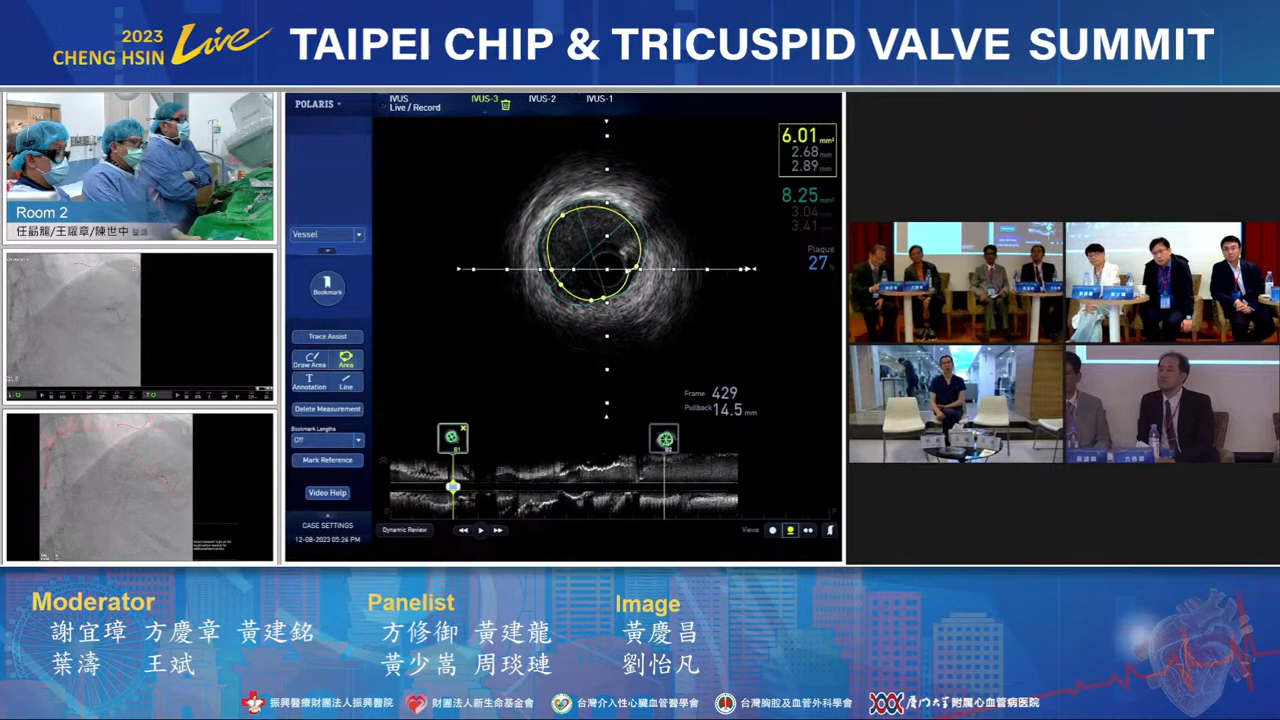 2023
CHENG HSIN Live
TAIPEI CHIP & TRICUSPID VALVE SUMMIT
Room 2
任勗龍/王耀章/陳世中 醫師
POLARIS
IVUS
Live / Record
IVUS-3
IVUS-2
IVUS-1
6.01 mm²
2.68 mm
2.89 mm
8.25 mm²
3.04 mm
3.41 mm
Plaque
27 %
Vessel
Bookmark
Trace Assist
Draw Area
Area
Annotation
Line
Delete Measurement
Bookmark Lengths
Off
Mark Reference
Video Help
CASE SETTINGS
12-08-2023 05:24 PM
Frame 429
Pullback 14.5 mm
B1
B2
Dynamic Review
Views
Moderator
謝宜璋 方慶章 黃建銘
葉濤 王斌
Panelist
方修御 黃建龍
黃少嵩 周琰璉
Image
黃慶昌
劉怡凡
振興醫療財團法人振興醫院
財團法人新生命基金會
台灣介入性心臟血管醫學會
台灣胸腔及血管外科學會
厦门大学附属心血管病医院